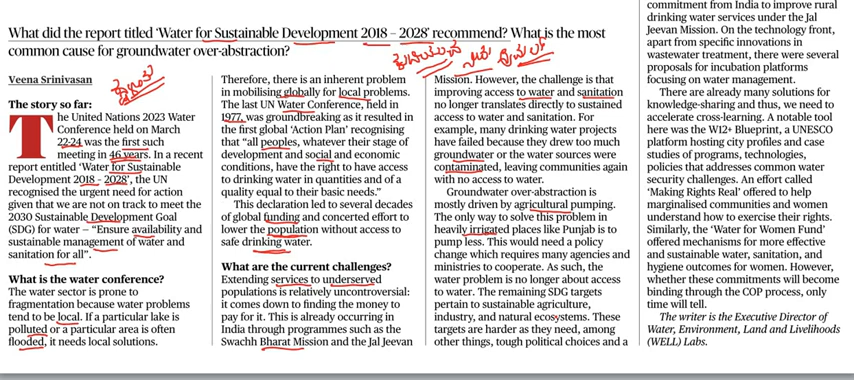 What did the report titled ‘Water for Sustainable Development 2018 – 2028’ recommend? What is the most
common cause for groundwater over-abstraction?
Veena Srinivasan
The story so far:
The United Nations 2023 Water
Conference held on March
22-24 was the first such
meeting in 46 years. In a recent
report entitled ‘Water for Sustainable
Development 2018 - 2028’, the UN
recognised the urgent need for action
given that we are not on track to meet the
2030 Sustainable Development Goal
(SDG) for water – “Ensure availability and
sustainable management of water and
sanitation for all”.
What is the water conference?
The water sector is prone to
fragmentation because water problems
tend to be local. If a particular lake is
polluted or a particular area is often
flooded, it needs local solutions.
Therefore, there is an inherent problem
in mobilising globally for local problems.
The last UN Water Conference, held in
1977, was groundbreaking as it resulted in
the first global ‘Action Plan’ recognising
that “all peoples, whatever their stage of
development and social and economic
conditions, have the right to have access
to drinking water in quantities and of a
quality equal to their basic needs.”
This declaration led to several decades
of global funding and concerted effort to
lower the population without access to
safe drinking water.
What are the current challenges?
Extending services to underserved
populations is relatively uncontroversial:
it comes down to finding the money to
pay for it. This is already occurring in
India through programmes such as the
Swachh Bharat Mission and the Jal Jeevan
Mission. However, the challenge is that
improving access to water and sanitation
no longer translates directly to sustained
access to water and sanitation. For
example, many drinking water projects
have failed because they drew too much
groundwater or the water sources were
contaminated, leaving communities again
with no access to water.
Groundwater over-abstraction is
mostly driven by agricultural pumping.
The only way to solve this problem in
heavily irrigated places like Punjab is to
pump less. This would need a policy
change which requires many agencies and
ministries to cooperate. As such, the
water problem is no longer about access
to water. The remaining SDG targets
pertain to sustainable agriculture,
industry, and natural ecosystems. These
targets are harder as they need, among
other things, tough political choices and a
commitment from India to improve rural
drinking water services under the Jal
Jeevan Mission. On the technology front,
apart from specific innovations in
wastewater treatment, there were several
proposals for incubation platforms
focusing on water management.
There are already many solutions for
knowledge-sharing and thus, we need to
accelerate cross-learning. A notable tool
here was the W12+ Blueprint, a UNESCO
platform hosting city profiles and case
studies of programs, technologies,
policies that addresses common water
security challenges. An effort called
‘Making Rights Real’ offered to help
marginalised communities and women
understand how to exercise their rights.
Similarly, the ‘Water for Women Fund’
offered mechanisms for more effective
and sustainable water, sanitation, and
hygiene outcomes for women. However,
whether these commitments will become
binding through the COP process, only
time will tell.
The writer is the Executive Director of
Water, Environment, Land and Livelihoods
(WELL) Labs.